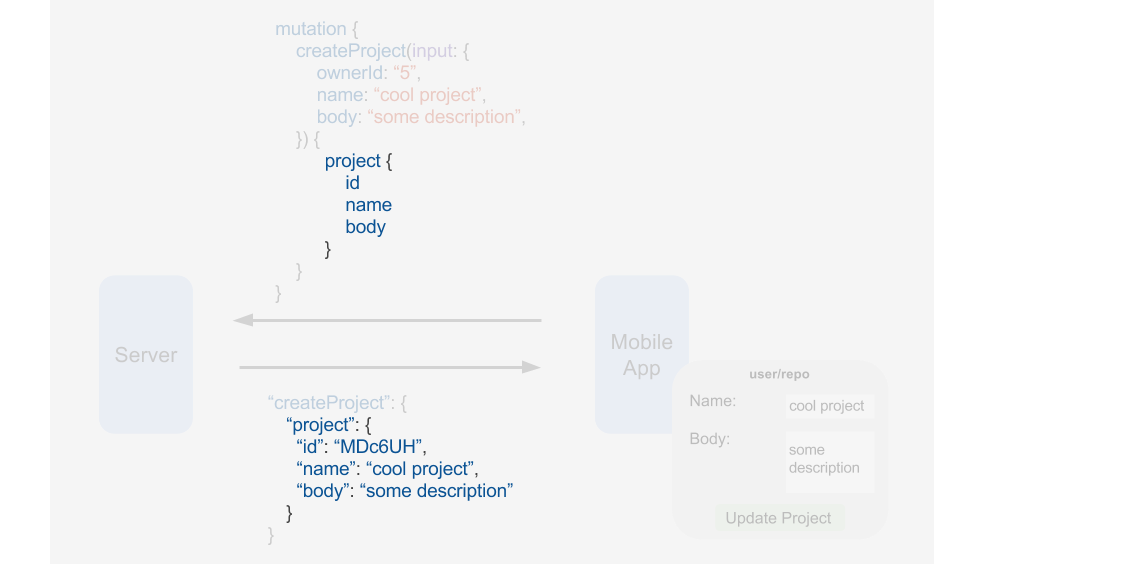 mutation {
createProject(input: {
ownerId: “5”,
name: “cool project”,
body: “some description”,
}) {
project {
id
name
body
}
}
}
Server
Mobile
App
“createProject”: {
“project”: {
“id”: “MDc6UH”,
“name”: “cool project”,
“body”: “some description”
}
}
user/repo
Name:
cool project
Body:
some
description
Update Project